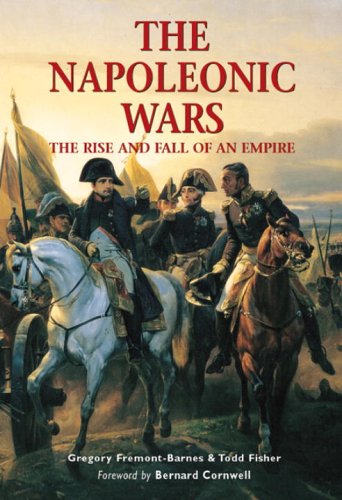 THE
NAPOLEONIC
WARS
THE RISE AND FALL OF AN EMPIRE
Gregory Fremont-Barnes & Todd Fisher
Foreword by Bernard Cornwell